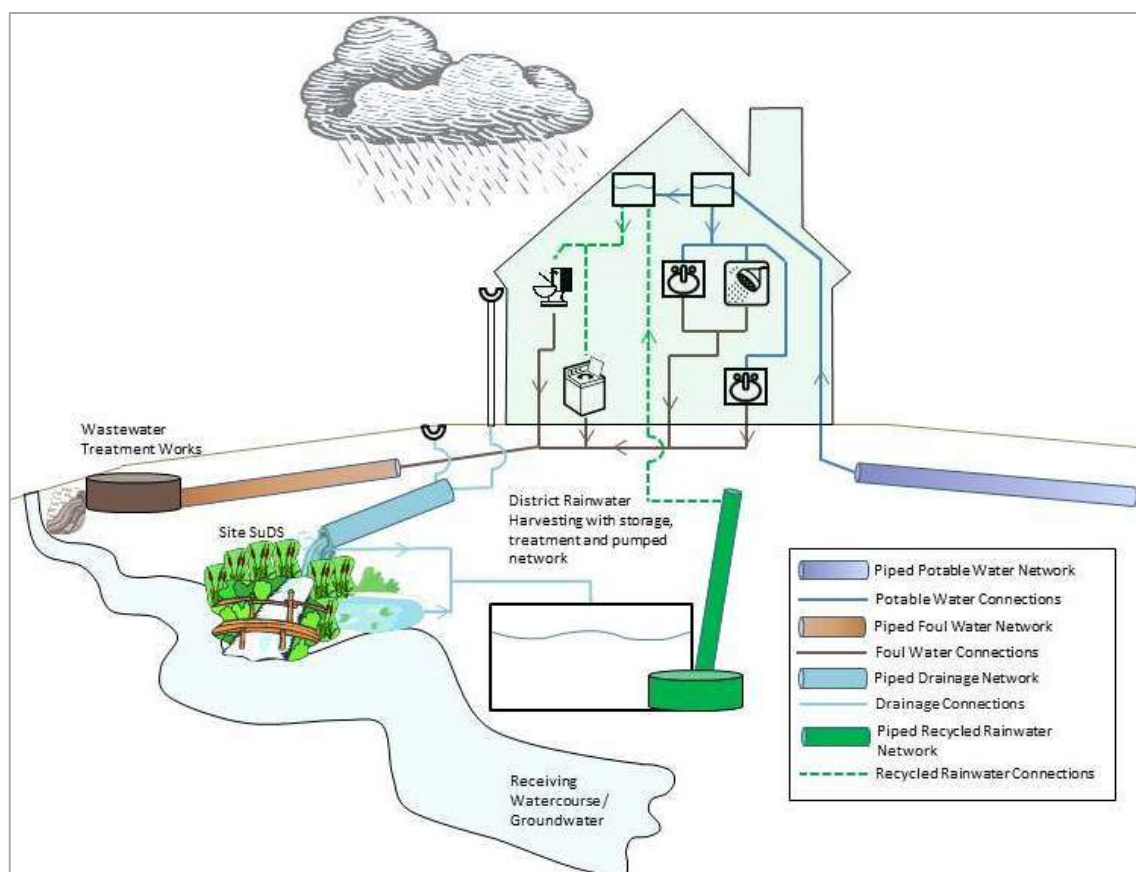 Wastewater
Treatment Works
Site SuDS
District Rainwater
Harvesting with storage,
treatment and pumped
network
Receiving
Watercourse/
Groundwater
Piped Potable Water Network
Potable Water Connections
Piped Foul Water Network
Foul Water Connections
Piped Drainage Network
Drainage Connections
Piped Recycled Rainwater
Network
Recycled Rainwater Connections